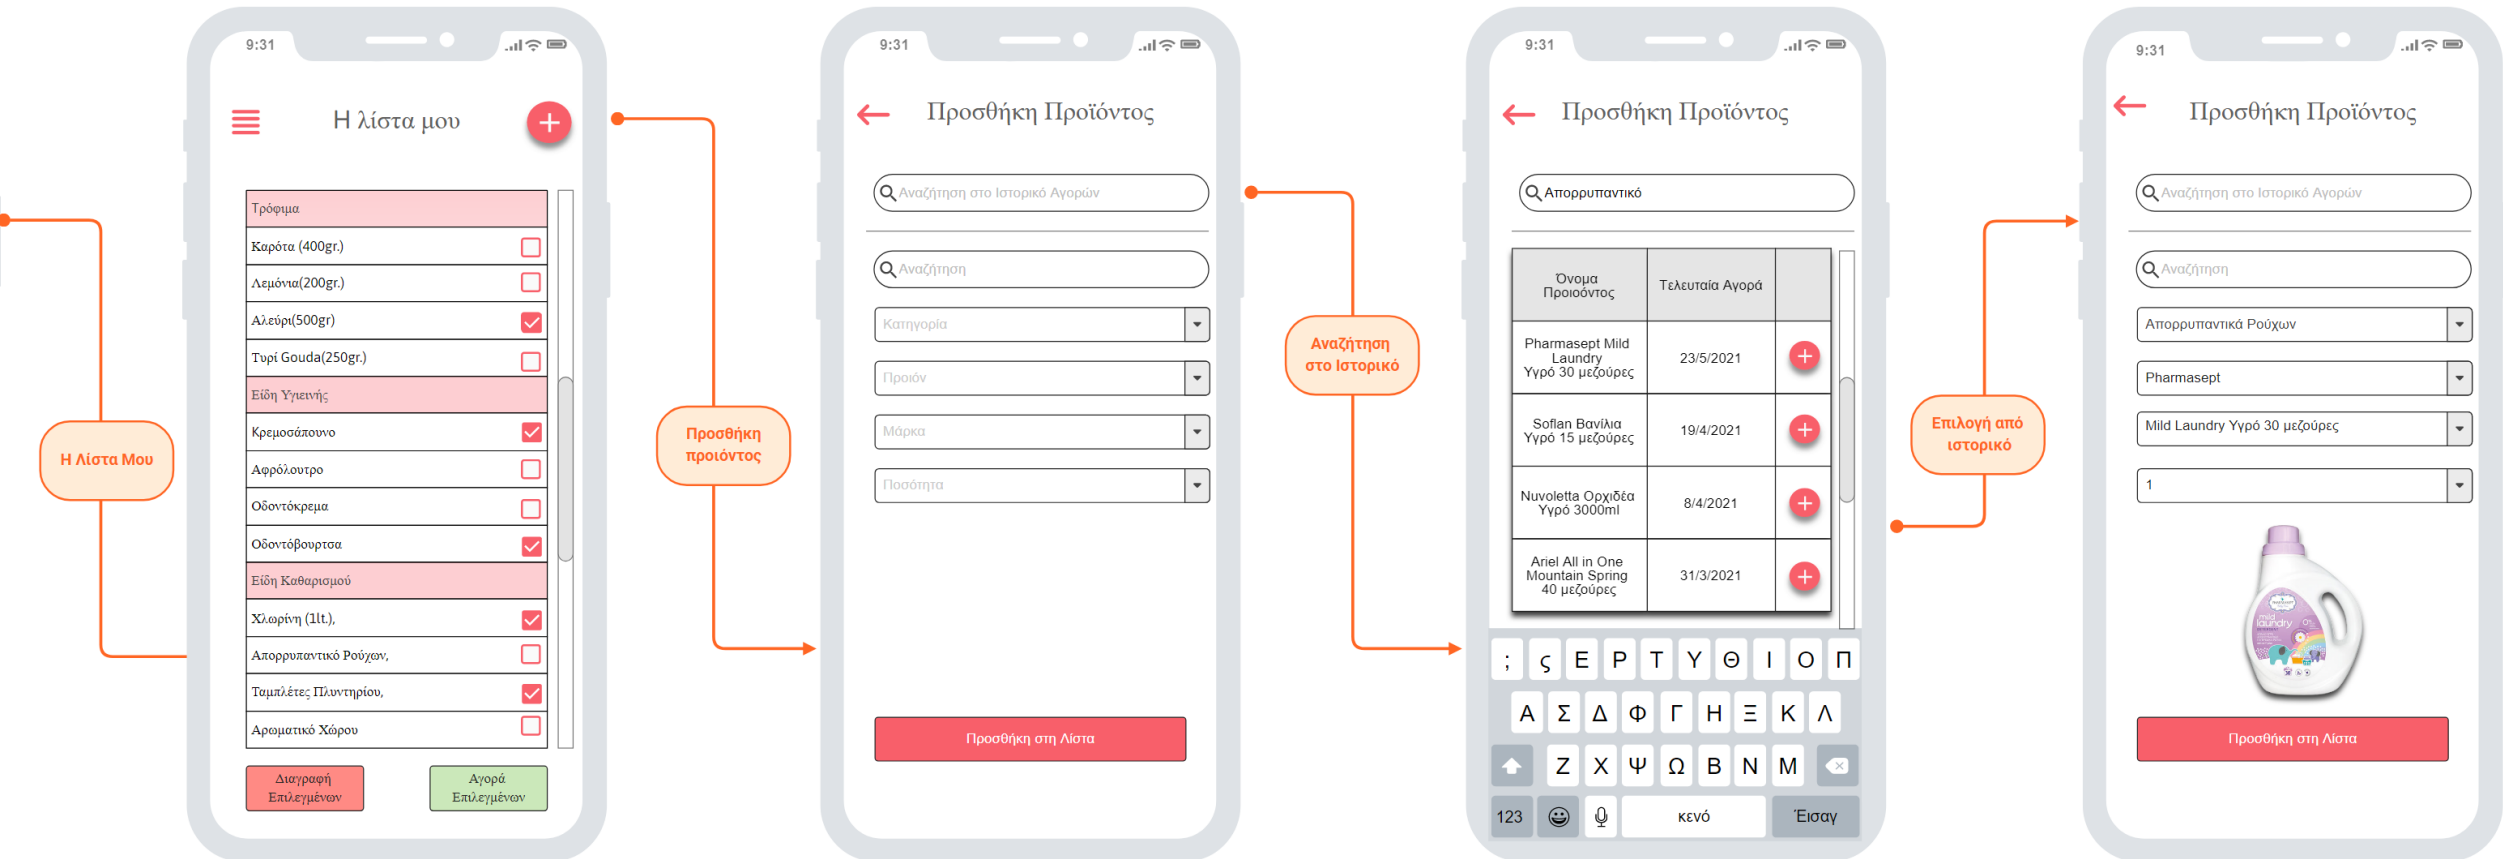 Η Λίστα Μου
9:31
Η λίστα μου
Τρόφιμα
Καρότα (400gr.)
Λεμόνια(200gr.)
Αλεύρι(500gr)
Τυρί Gouda(250gr.)
Είδη Υγιεινής
Κρεμοσάπουνο
Αφρόλουτρο
Οδοντόκρεμα
Οδοντόβουρτσα
Είδη Καθαρισμού
Χλωρίνη (1lt.),
Απορρυπαντικό Ρούχων,
Ταμπλέτες Πλυντηρίου,
Αρωματικό Χώρου
Διαγραφή
Επιλεγμένων
Αγορά
Επιλεγμένων
Προσθήκη
προιόντος
9:31
Προσθήκη Προϊόντος
Αναζήτηση στο Ιστορικό Αγορών
Αναζήτηση
Κατηγορία
Προιόν
Μάρκα
Ποσότητα
Προσθήκη στη Λίστα
Αναζήτηση
στο Ιστορικό
9:31
Προσθήκη Προϊόντος
Απορρυπαντικό
Όνομα
Προιοόντος
Τελευταία Αγορά
Pharmasept Mild
Laundry
Υγρό 30 μεζούρες
23/5/2021
Soflan Βανίλια
Υγρό 15 μεζούρες
19/4/2021
Nuvoletta Ορχιδέα
Υγρό 3000ml
8/4/2021
Ariel All in One
Mountain Spring
40 μεζούρες
31/3/2021
; ς Ε Ρ Τ Υ Θ Ι Ο Π
Α Σ Δ Φ Γ Η Ξ Κ Λ
Ζ Χ Ψ Ω Β Ν Μ
123 κενό Έισαγ
Επιλογή από
ιστορικό
9:31
Προσθήκη Προϊόντος
Αναζήτηση στο Ιστορικό Αγορών
Αναζήτηση
Απορρυπαντικά Ρούχων
Pharmasept
Mild Laundry Υγρό 30 μεζούρες
1
mild
laundry
Προσθήκη στη Λίστα